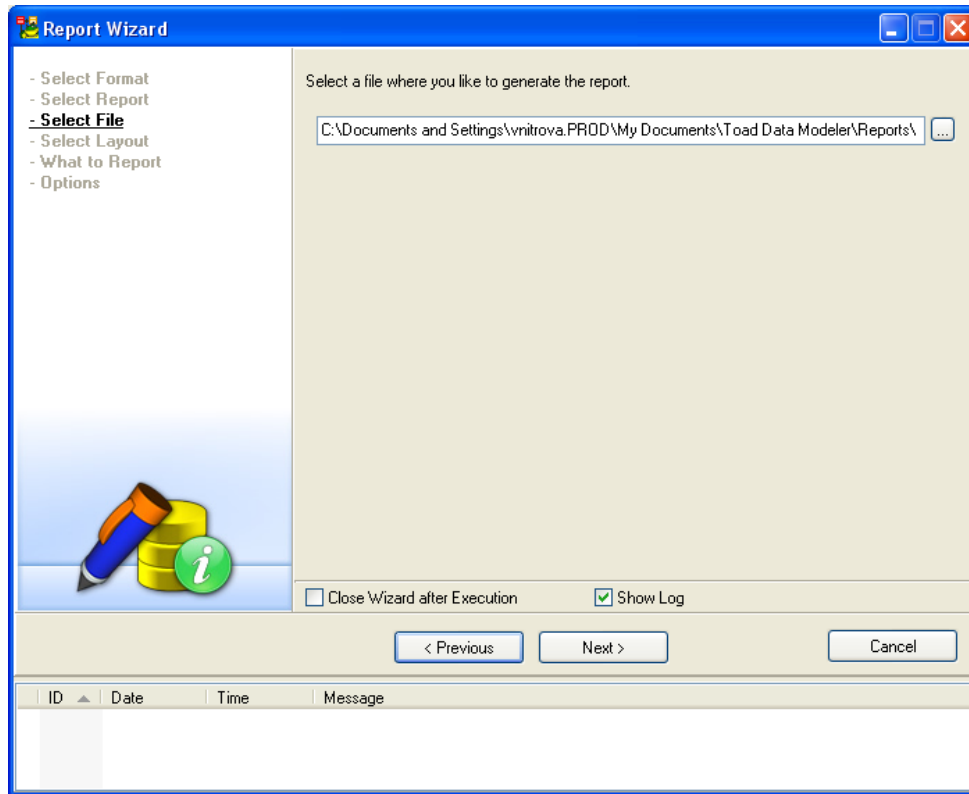 Report Wizard
- Select Format
- Select Report
- Select File
- Select Layout
- What to Report
- Options
Select a file where you like to generate the report.
C:\Documents and Settings\vnitrova.PROD\My Documents\Toad Data Modeler\Reports\
...
Close Wizard after Execution
Show Log
< Previous
Next >
Cancel
ID Date Time Message